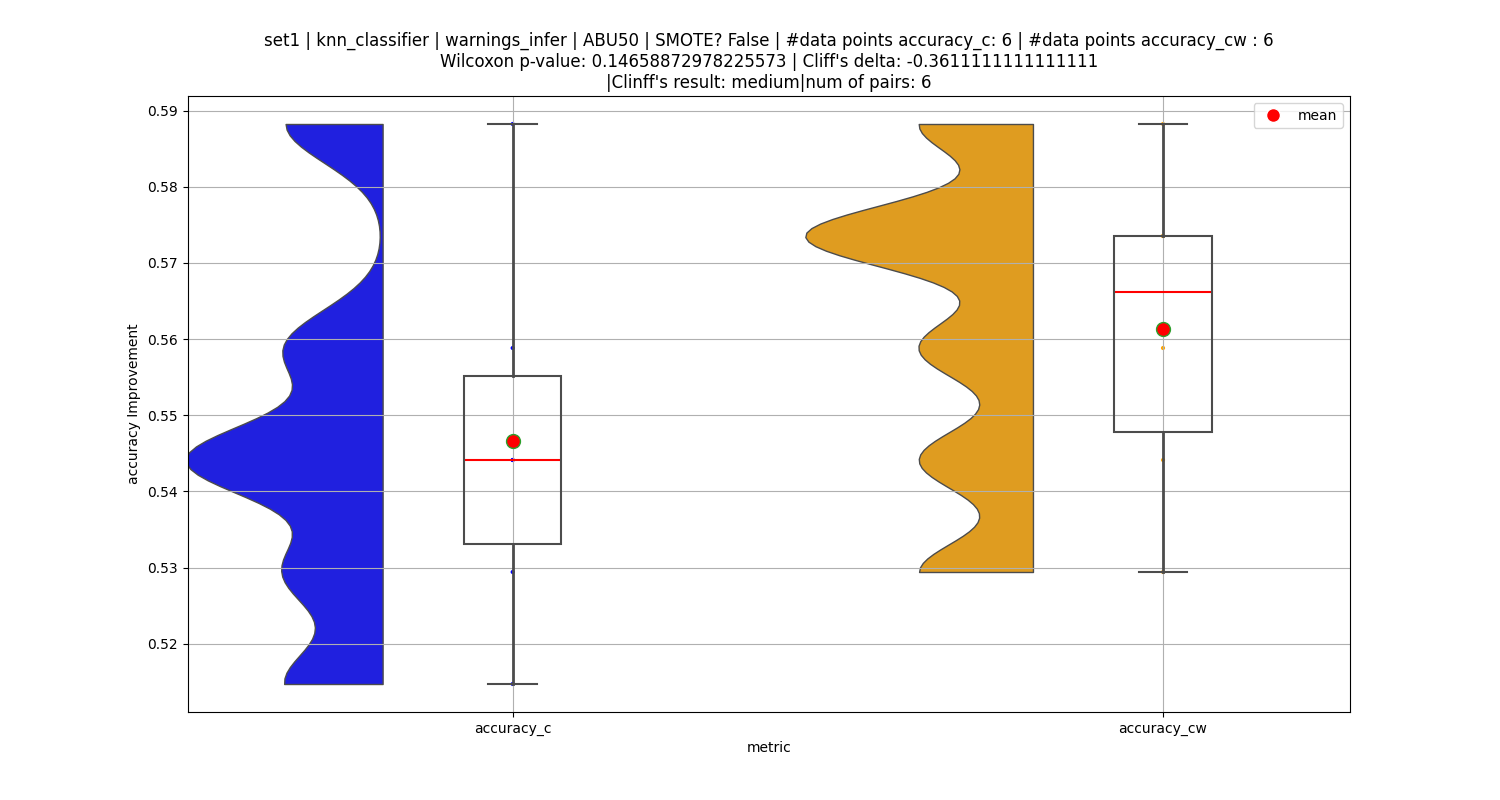 set1 | knn_classifier | warnings_infer | ABU50 | SMOTE? False | #data points accuracy_c: 6 | #data points accuracy_cw : 6
Wilcoxon p-value: 0.14658872978225573 | Cliff's delta: -0.3611111111111111
|Clinff's result: medium|num of pairs: 6
mean
0.59
0.58
0.57
0.56
0.55
0.54
0.53
0.52
accuracy Improvement
accuracy_c
accuracy_cw
metric